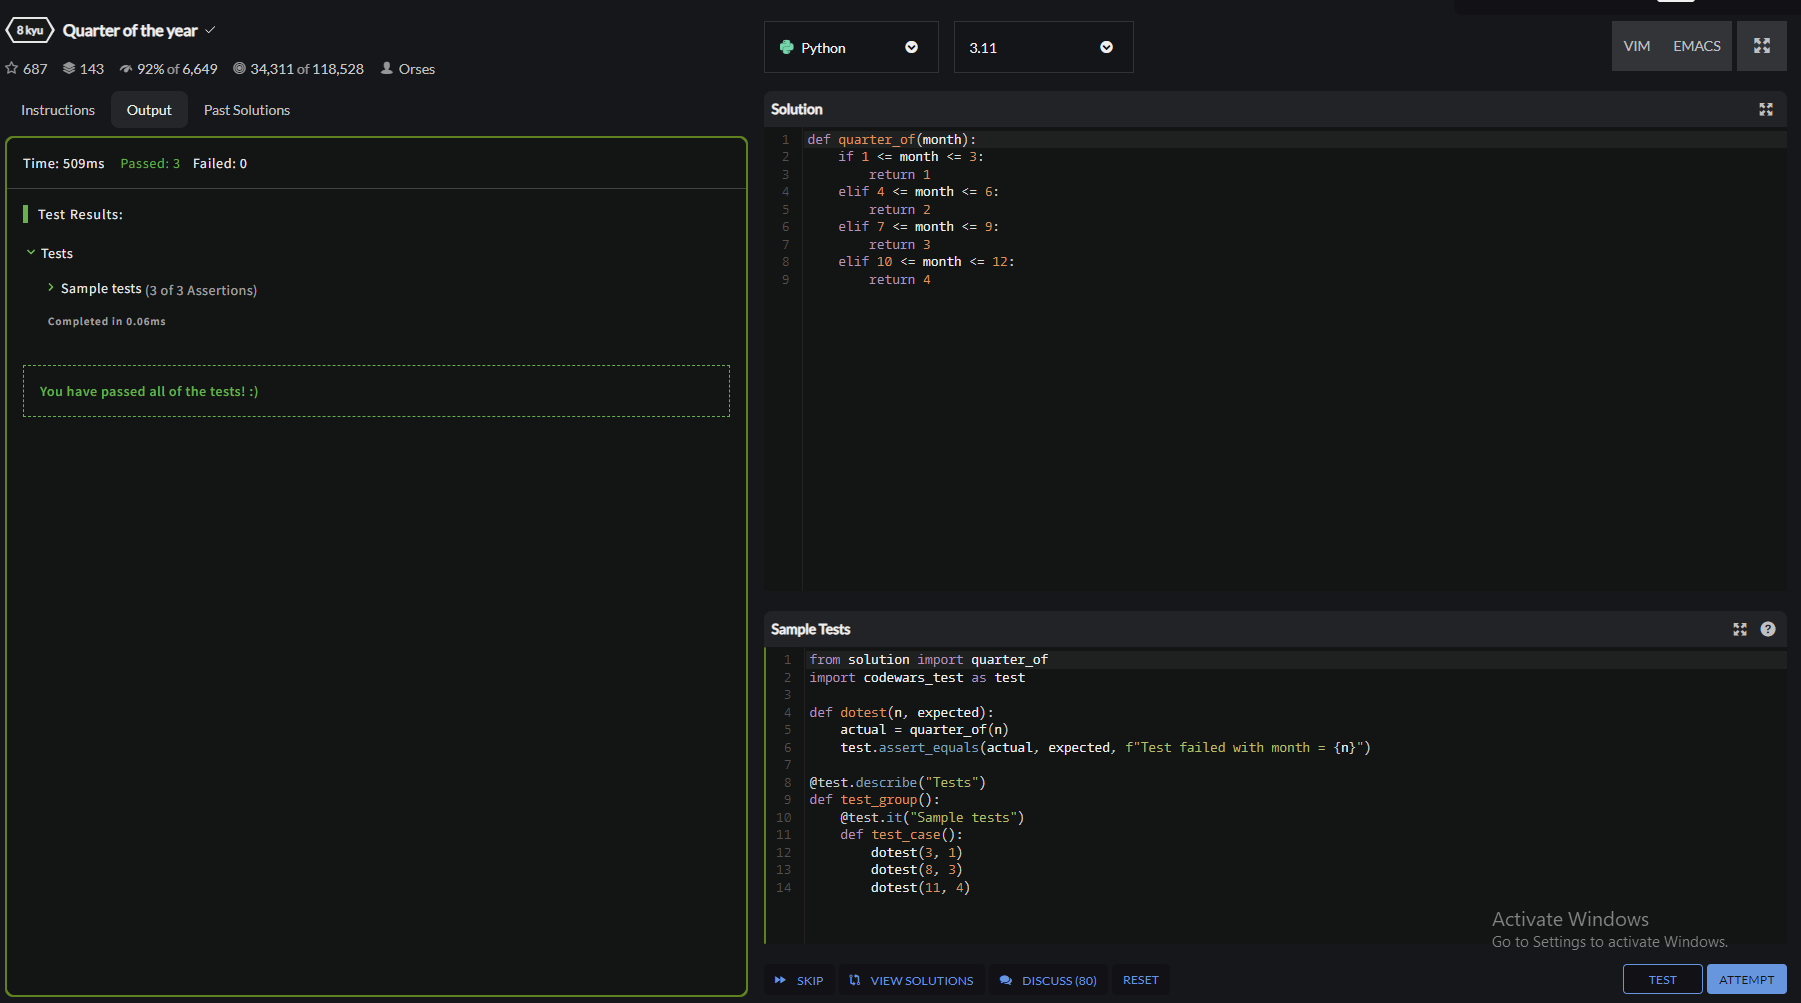 8 kyu Quarter of the year
687 143 92% of 6,649 34,311 of 118,528 Orses
Instructions Output Past Solutions
Time: 509ms Passed: 3 Failed: 0
Test Results:
Tests
Sample tests (3 of 3 Assertions)
Completed in 0.06ms
You have passed all of the tests! :)
Python 3.11 VIM EMACS
Solution
1 def quarter_of(month):
2     if 1 <= month <= 3:
3         return 1
4     elif 4 <= month <= 6:
5         return 2
6     elif 7 <= month <= 9:
7         return 3
8     elif 10 <= month <= 12:
9         return 4
Sample Tests
1 from solution import quarter_of
2 import codewars_test as test
3
4 def dotest(n, expected):
5     actual = quarter_of(n)
6     test.assert_equals(actual, expected, f"Test failed with month = {n}")
7
8 @test.describe("Tests")
9 def test_group():
10     @test.it("Sample tests")
11     def test_case():
12         dotest(3, 1)
13         dotest(8, 3)
14         dotest(11, 4)
Activate Windows
Go to Settings to activate Windows.
SKIP VIEW SOLUTIONS DISCUSS (80) RESET TEST ATTEMPT